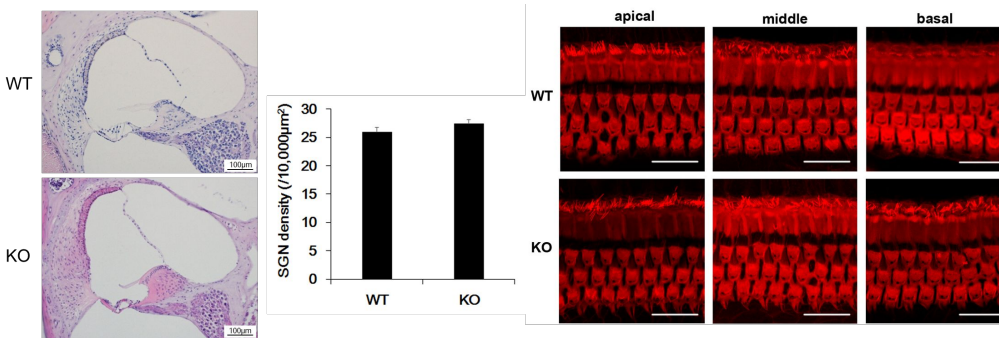 WT
100μm
KO
100μm
SGN density (/10,000μm²)
30
25
20
15
10
5
0
WT
KO
apical
middle
basal
WT
KO